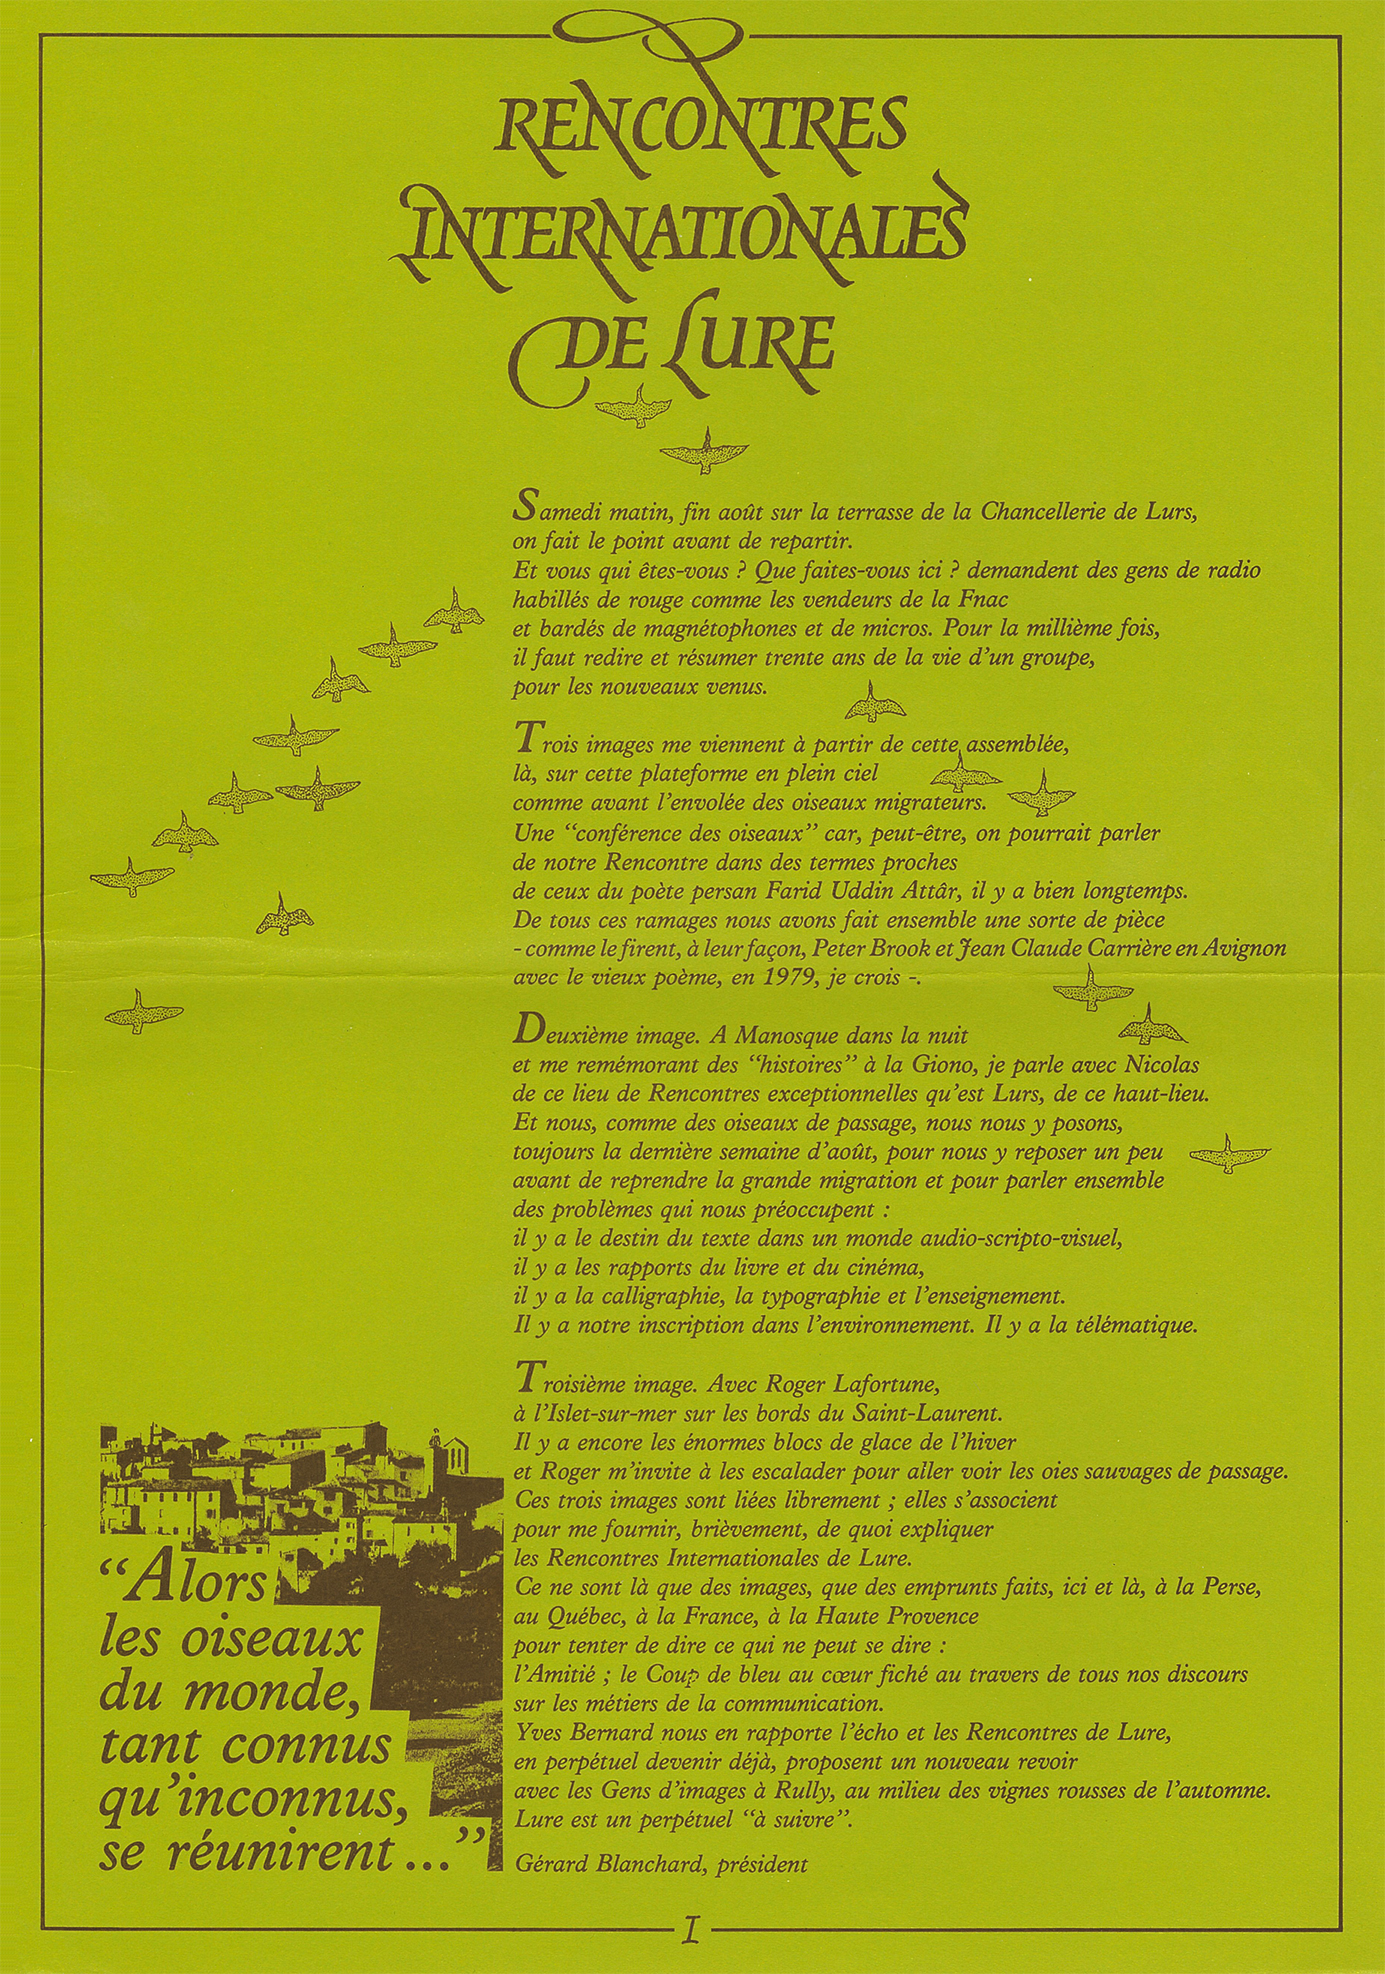 RENCONTRES
INTERNATIONALES
DE LURE
Samedi matin, fin août sur la terrasse de la Chancellerie de Lurs,
on fait le point avant de repartir.
Et vous qui êtes-vous ? Que faites-vous ici ? demandent des gens de radio
habillés de rouge comme les vendeurs de la Fnac
et bardés de magnétophones et de micros. Pour la millième fois,
il faut redire et résumer trente ans de la vie d'un groupe,
pour les nouveaux venus.
Trois images me viennent à partir de cette assemblée,
là, sur cette plateforme en plein ciel
comme avant l'envolée des oiseaux migrateurs.
Une “conférence des oiseaux” car, peut-être, on pourrait parler
de notre Rencontre dans des termes proches
de ceux du poète persan Farid Uddin Attâr, il y a bien longtemps.
De tous ces ramages nous avons fait ensemble une sorte de pièce
- comme le firent, à leur façon, Peter Brook et Jean Claude Carrière en Avignon
avec le vieux poème, en 1979, je crois -.
Deuxième image. A Manosque dans la nuit
et me remémorant des “histoires” à la Giono, je parle avec Nicolas
de ce lieu de Rencontres exceptionnelles qu'est Lurs, de ce haut-lieu.
Et nous, comme des oiseaux de passage, nous nous y posons,
toujours la dernière semaine d'août, pour nous y reposer un peu
avant de reprendre la grande migration et pour parler ensemble
des problèmes qui nous préoccupent :
il y a le destin du texte dans un monde audio-scripto-visuel,
il y a les rapports du livre et du cinéma,
il y a la calligraphie, la typographie et l'enseignement.
Il y a notre inscription dans l'environnement. Il y a la télématique.
Troisième image. Avec Roger Lafortune,
à l'Islet-sur-mer sur les bords du Saint-Laurent.
Il y a encore les énormes blocs de glace de l'hiver
et Roger m'invite à les escalader pour aller voir les oies sauvages de passage.
Ces trois images sont liées librement ; elles s'associent
pour me fournir, brièvement, de quoi expliquer
les Rencontres Internationales de Lure.
Ce ne sont là que des images, que des emprunts faits, ici et là, à la Perse,
au Québec, à la France, à la Haute Provence
pour tenter de dire ce qui ne peut se dire :
l'Amitié ; le Coup de bleu au cœur fiché au travers de tous nos discours
sur les métiers de la communication.
Yves Bernard nous en rapporte l'écho et les Rencontres de Lure,
en perpétuel devenir déjà, proposent un nouveau revoir
avec les Gens d'images à Rully, au milieu des vignes rousses de l'automne.
Lure est un perpétuel “à suivre”.
Gérard Blanchard, président
“Alors
les oiseaux
du monde,
tant connus
qu'inconnus,
se réunirent...”
I